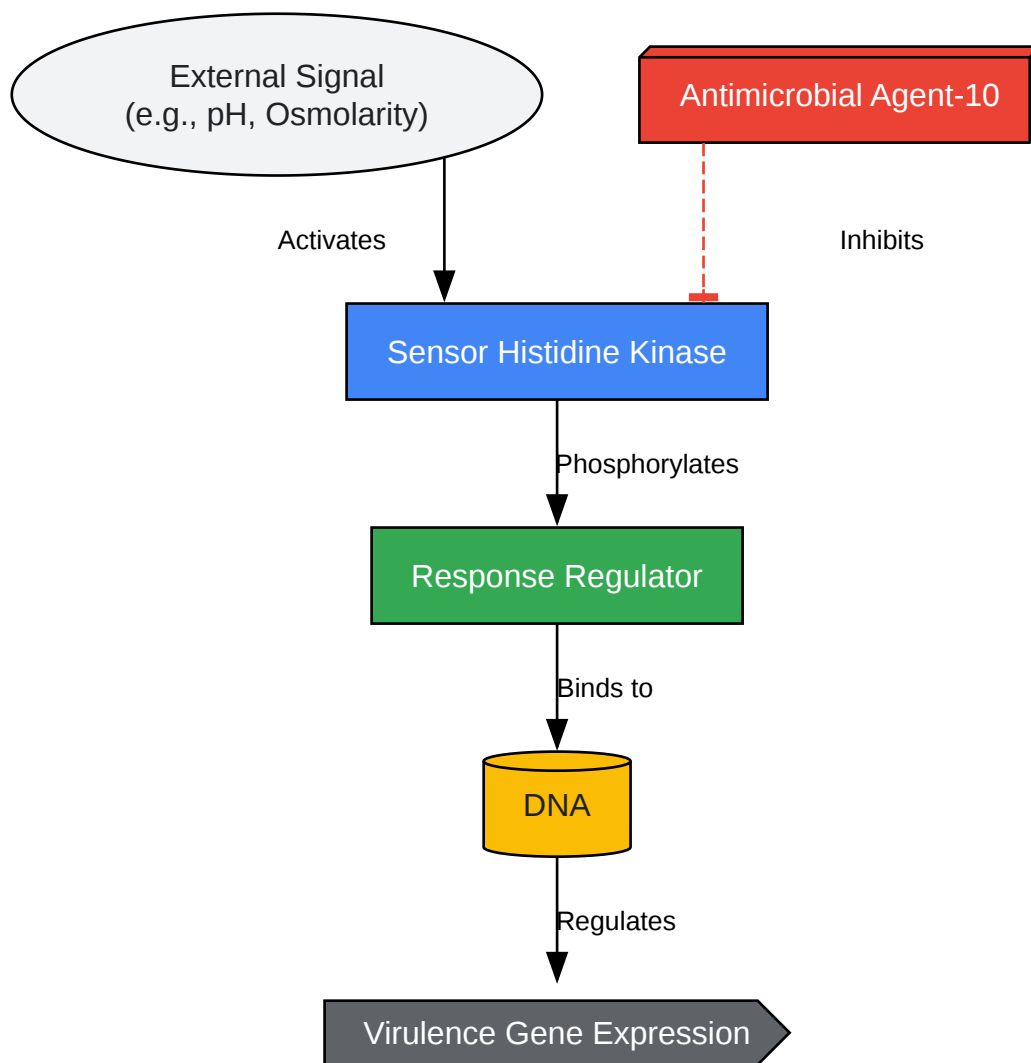 External Signal
(e.g., pH, Osmolarity)
Antimicrobial Agent-10
Activates
Inhibits
Sensor Histidine Kinase
Phosphorylates
Response Regulator
Binds to
DNA
Regulates
Virulence Gene Expression